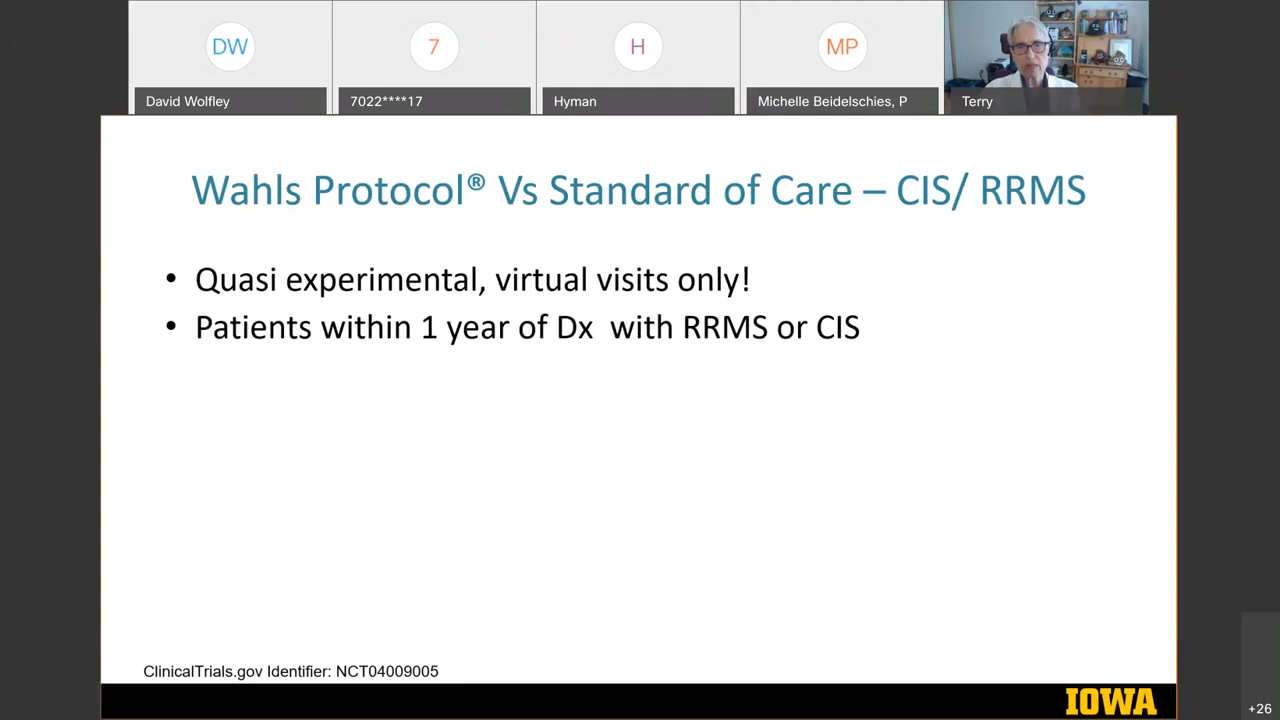 DW
7
H
MP
David Wolfley
7022****17
Hyman
Michelle Beidelschies, P
Terry
Wahls Protocol® Vs Standard of Care – CIS/ RRMS
• Quasi experimental, virtual visits only!
• Patients within 1 year of Dx with RRMS or CIS
ClinicalTrials.gov Identifier: NCT04009005
IOWA
+26